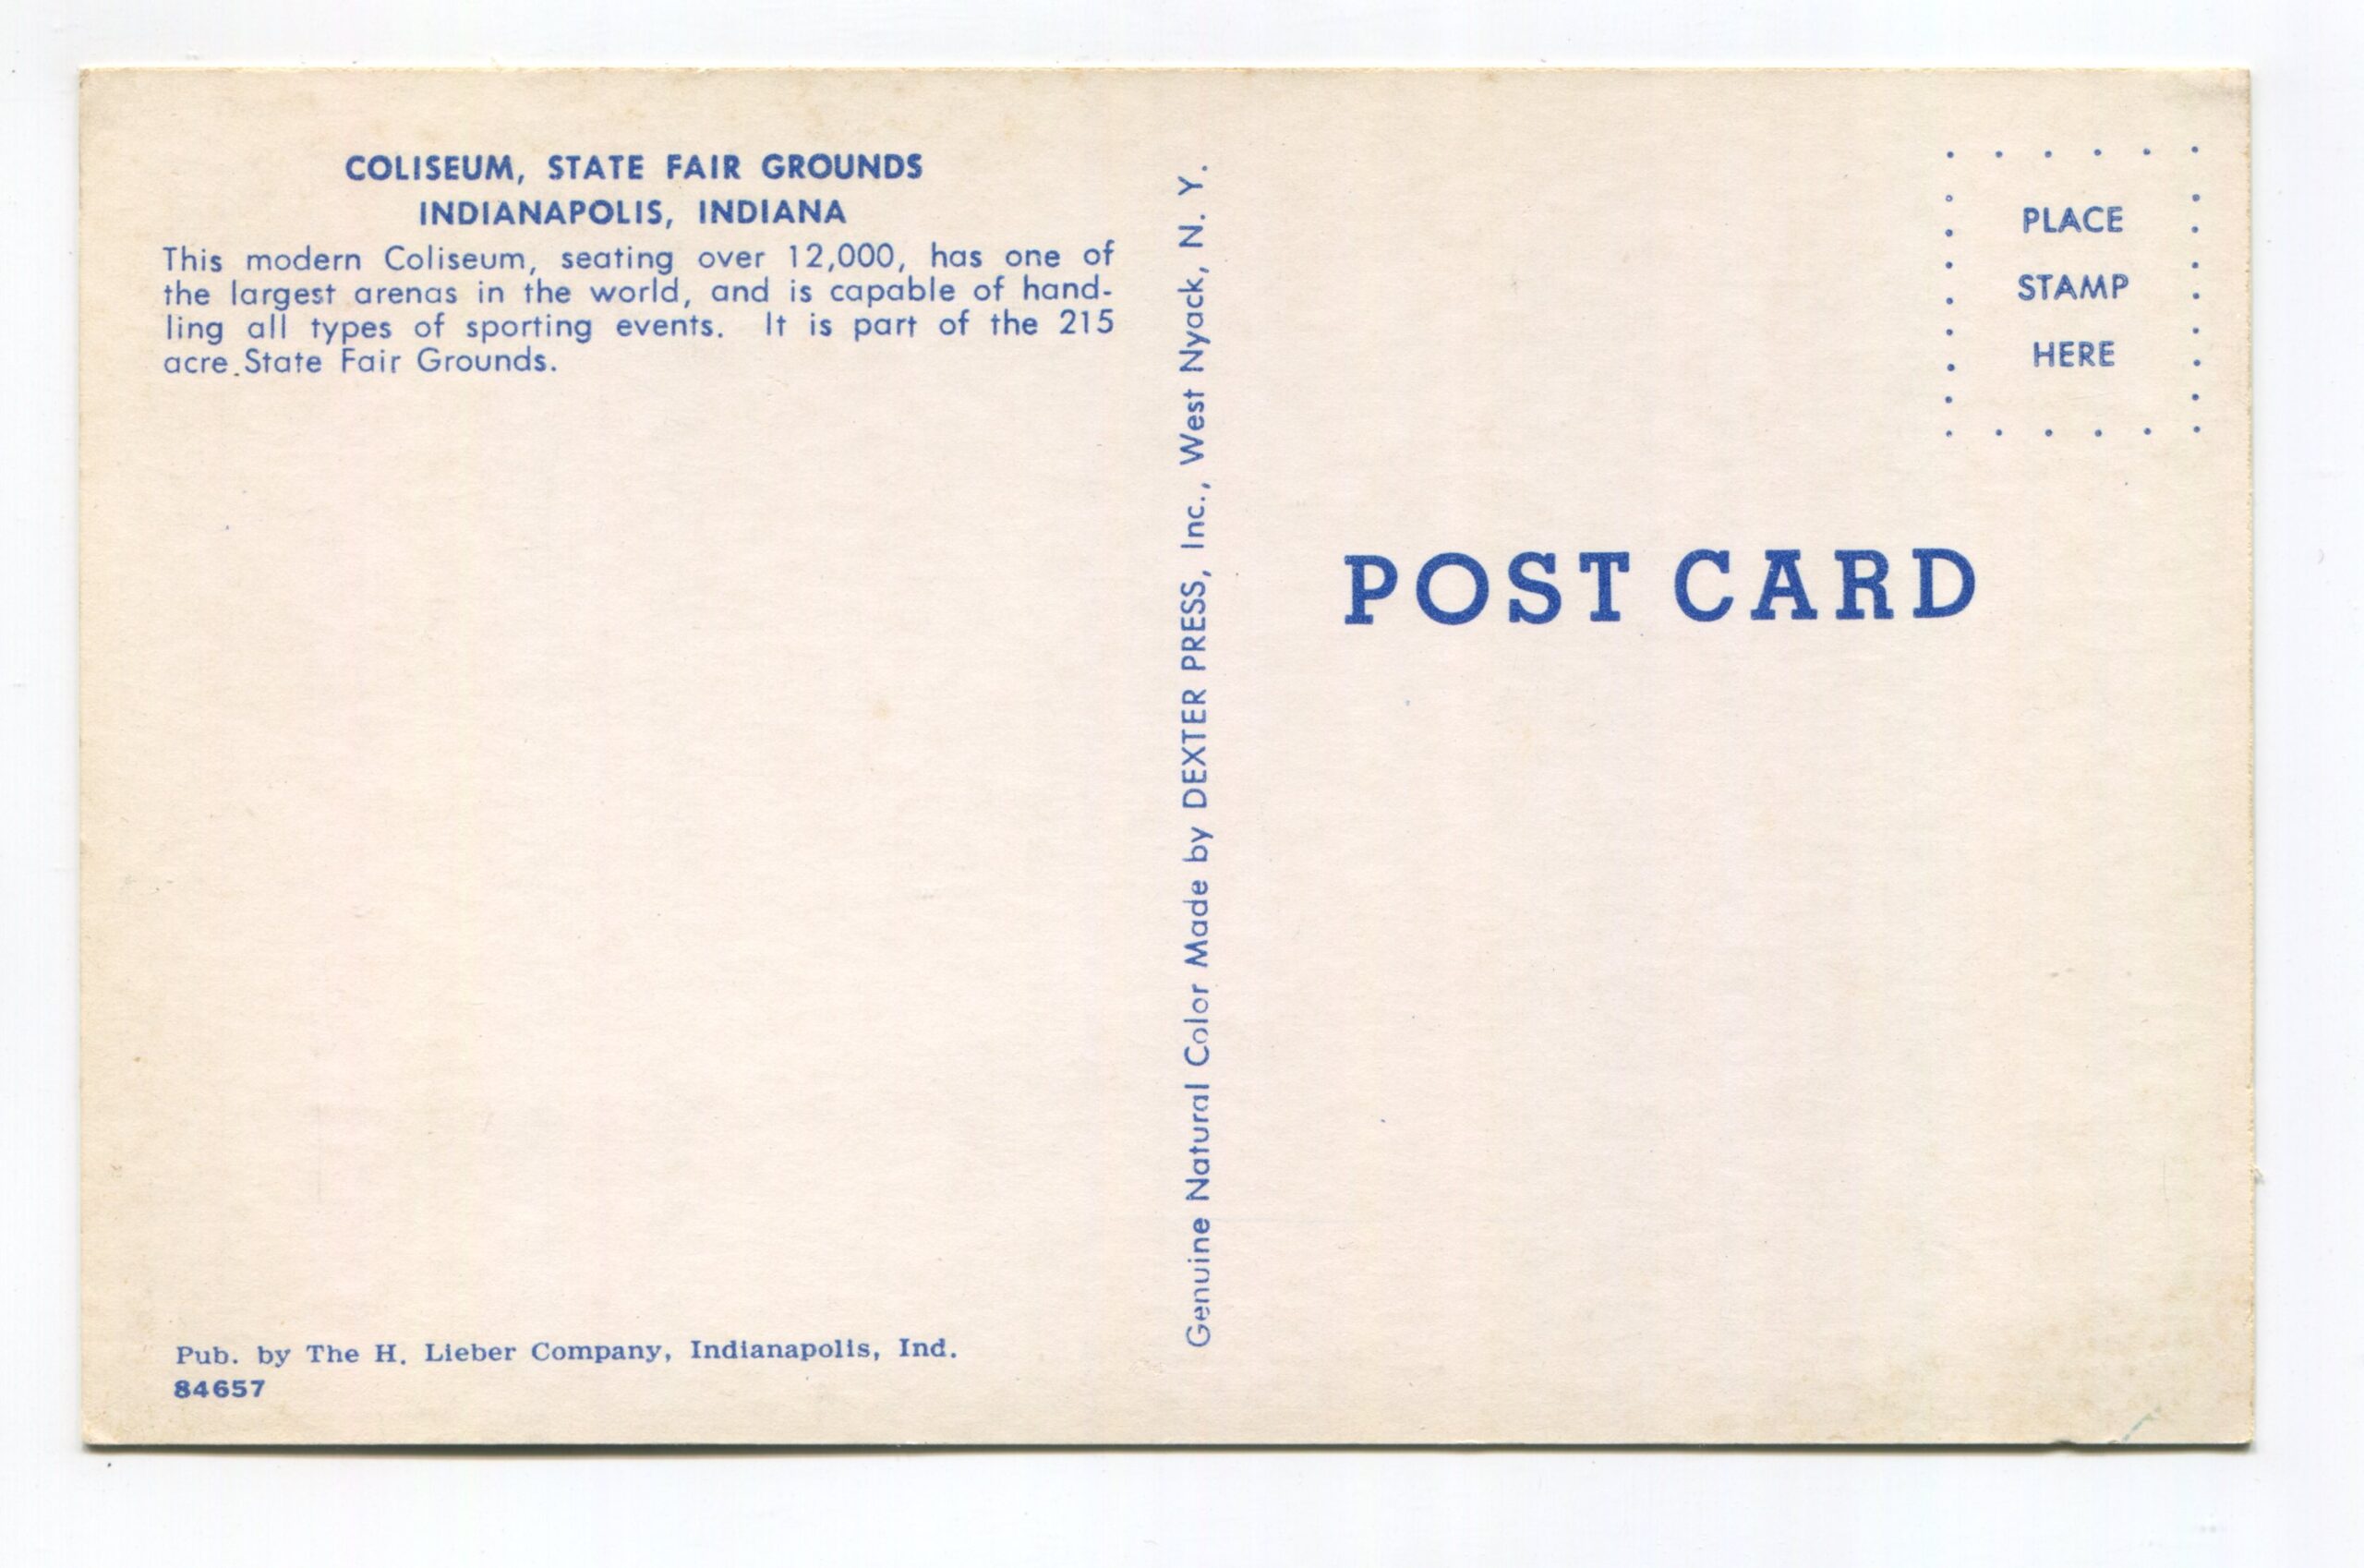 COLISEUM, STATE FAIR GROUNDS
INDIANAPOLIS, INDIANA
This modern Coliseum, seating over 12,000, has one of
the largest arenas in the world, and is capable of hand-
ling all types of sporting events. It is part of the 215
acre State Fair Grounds.
Pub. by The H. Lieber Company, Indianapolis, Ind.
84657
Genuine Natural Color Made by DEXTER PRESS, Inc., West Nyack, N. Y.
PLACE
STAMP
HERE
POST CARD